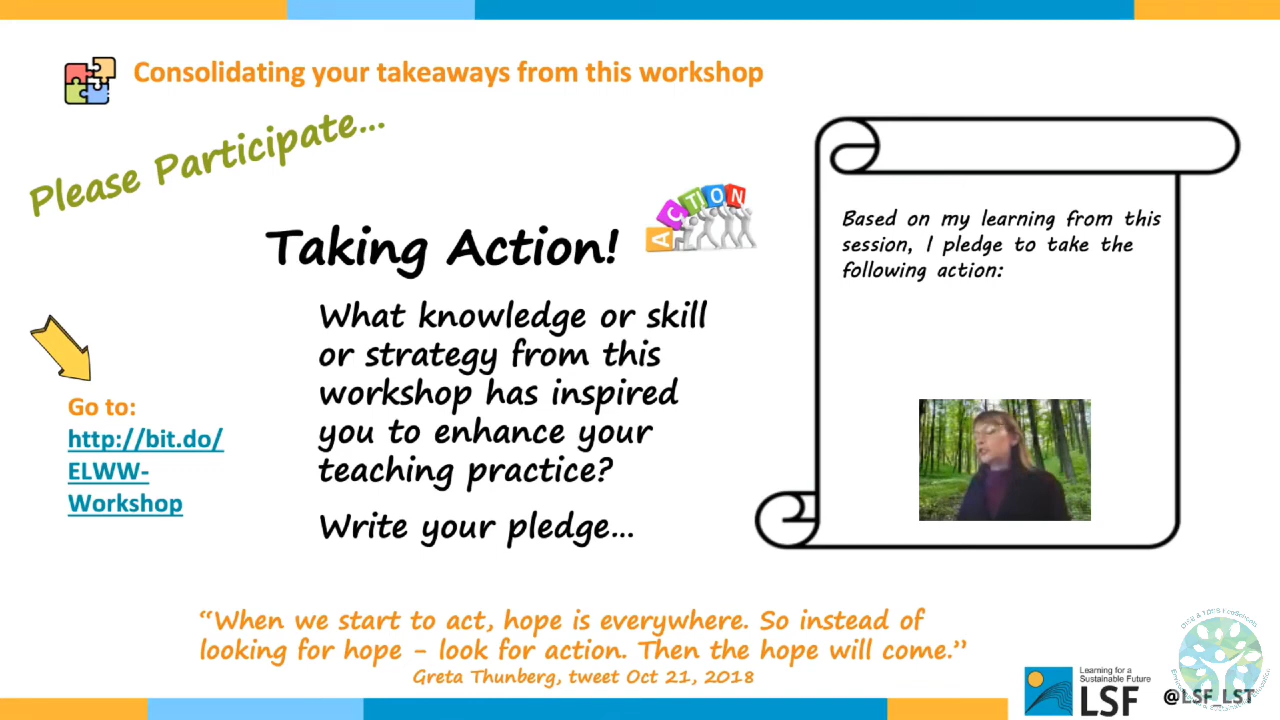 Consolidating your takeaways from this workshop
Please Participate...
ACTION
Taking Action!
What knowledge or skill
or strategy from this
workshop has inspired
you to enhance your
teaching practice?
Write your pledge...
Go to:
http://bit.do/
ELWW-
Workshop
Based on my learning from this
session, I pledge to take the
following action:
“When we start to act, hope is everywhere. So instead of
looking for hope - look for action. Then the hope will come.”
Greta Thunberg, tweet Oct 21, 2018
Learning for a
Sustainable Future
LSF
@LSF_LST